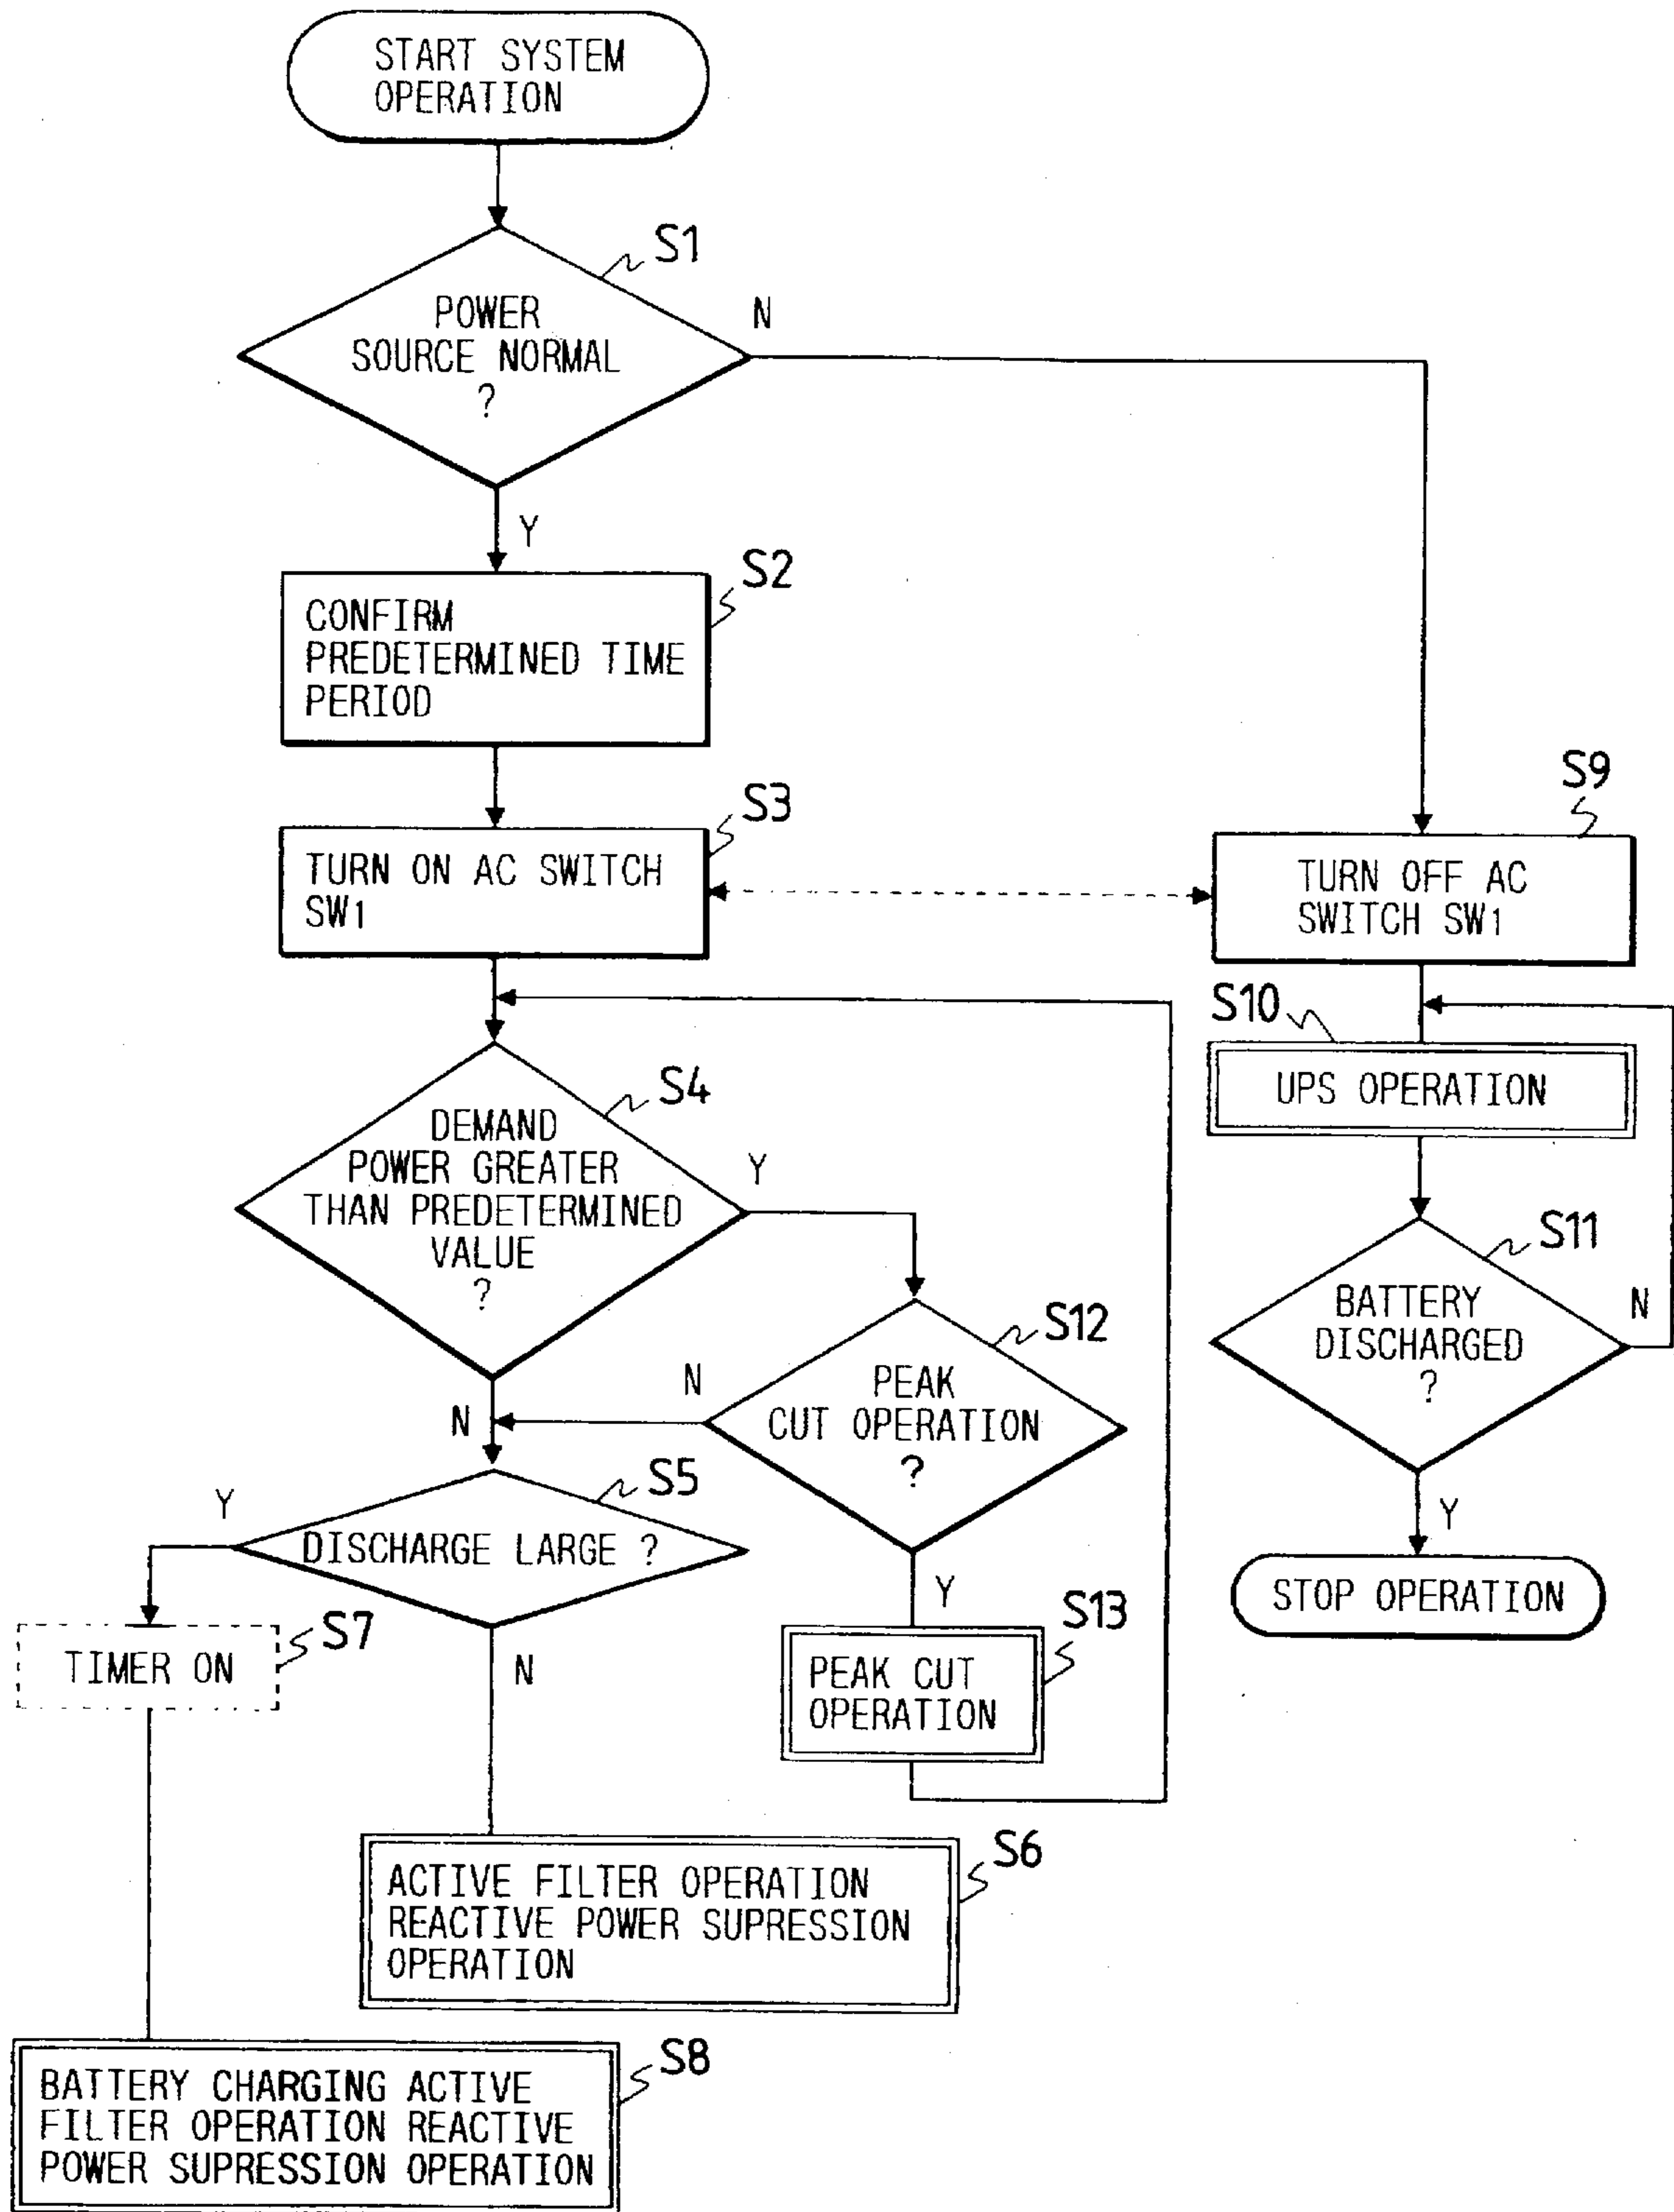 START SYSTEM
OPERATION
S1
POWER
SOURCE NORMAL
?
N
Y
S2
CONFIRM
PREDETERMINED TIME
PERIOD
S3
TURN ON AC SWITCH
SW1
S9
TURN OFF AC
SWITCH SW1
S10
UPS OPERATION
S4
DEMAND
POWER GREATER
THAN PREDETERMINED
VALUE
?
Y
N
S11
BATTERY
DISCHARGED
?
N
Y
STOP OPERATION
S12
PEAK
CUT OPERATION
?
N
Y
S5
DISCHARGE LARGE ?
Y
N
S7
TIMER ON
S13
PEAK CUT
OPERATION
S6
ACTIVE FILTER OPERATION
REACTIVE POWER SUPRESSION
OPERATION
S8
BATTERY CHARGING ACTIVE
FILTER OPERATION REACTIVE
POWER SUPRESSION OPERATION